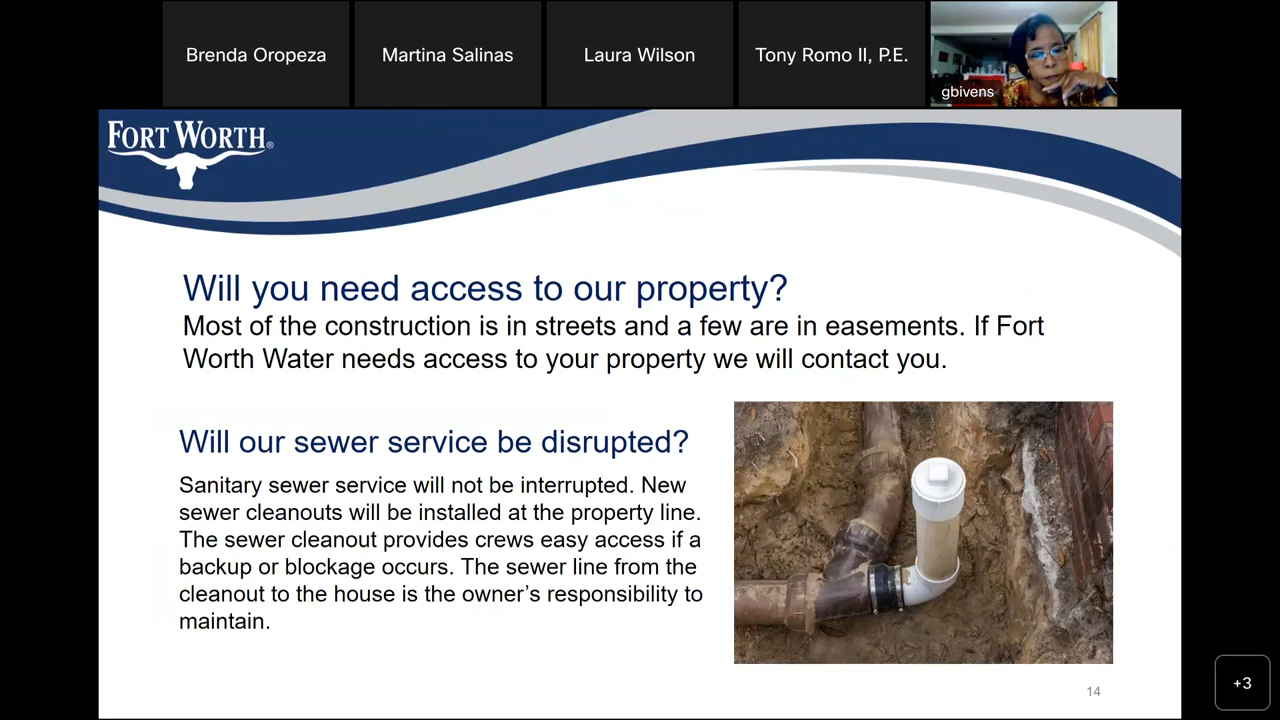 Brenda Oropeza
Martina Salinas
Laura Wilson
Tony Romo II, P.E.
gbivens
FORT WORTH®
Will you need access to our property?
Most of the construction is in streets and a few are in easements. If Fort
Worth Water needs access to your property we will contact you.
Will our sewer service be disrupted?
Sanitary sewer service will not be interrupted. New
sewer cleanouts will be installed at the property line.
The sewer cleanout provides crews easy access if a
backup or blockage occurs. The sewer line from the
cleanout to the house is the owner’s responsibility to
maintain.
14
+3